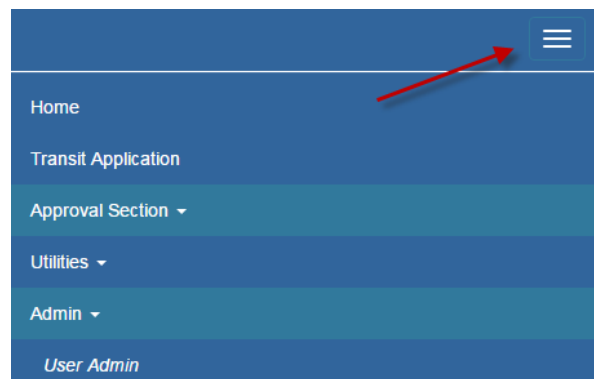 Home
Transit Application
Approval Section
Utilities
Admin
User Admin